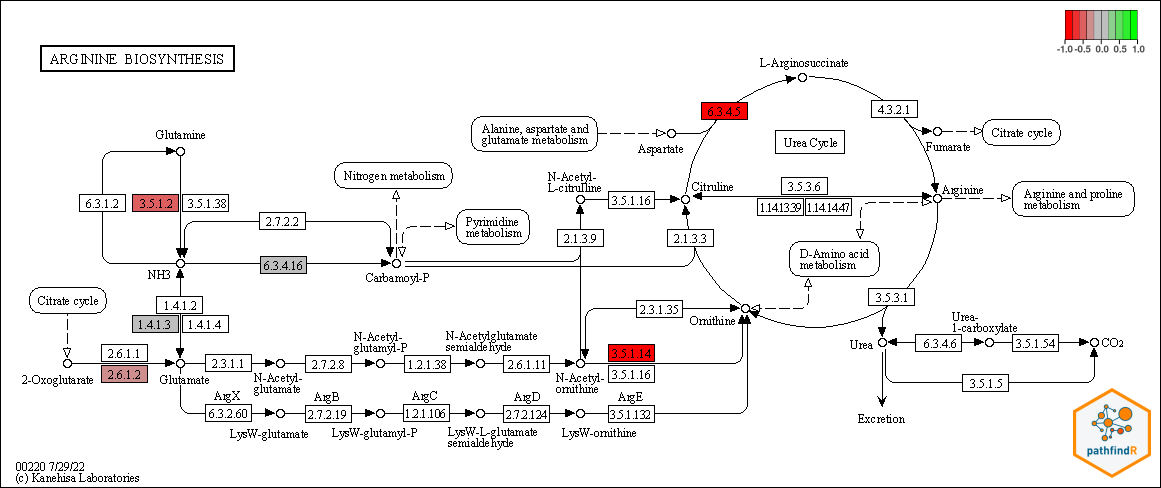 -1.0 -0.5 0.0 0.5 1.0
ARGININE BIOSYNTHESIS
L-Arginosuccinate
6.3.4.5
4.3.2.1
Alanine, aspartate and
glutamate metabolism
Aspartate
Urea Cycle
Fumarate
Citrate cycle
Glutamine
Nitrogen metabolism
N-Acetyl-
L-citrulline
3.5.1.16
Citruline
3.5.3.6
1.14.13.39
1.14.14.47
Arginine
Arginine and proline
metabolism
6.3.1.2
3.5.1.2
3.5.1.38
2.7.2.2
Pyrimidine
metabolism
2.1.3.9
2.1.3.3
D-Amino acid
metabolism
NH3
6.3.4.16
Carbamoyl-P
Citrate cycle
1.4.1.2
1.4.1.3
1.4.1.4
2.3.1.35
Ornithine
3.5.3.1
Urea
Urea-
1-carboxylate
6.3.4.6
3.5.1.54
CO2
3.5.1.5
Excretion
2-Oxoglutarate
2.6.1.1
2.6.1.2
Glutamate
2.3.1.1
N-Acetyl-
glutamate
2.7.2.8
N-Acetyl-
glutamyl-P
1.2.1.38
N-Acetylglutamate
semialdehyde
2.6.1.11
N-Acetyl-
ornithine
3.5.1.14
3.5.1.16
ArgX
6.3.2.60
LysW-glutamate
ArgB
2.7.2.19
LysW-glutamyl-P
ArgC
1.2.1.106
LysW-L-glutamate
semialdehyde
ArgD
2.7.2.124
LysW-ornithine
ArgE
3.5.1.132
00220 7/29/22
(c) Kanehisa Laboratories
pathfindR